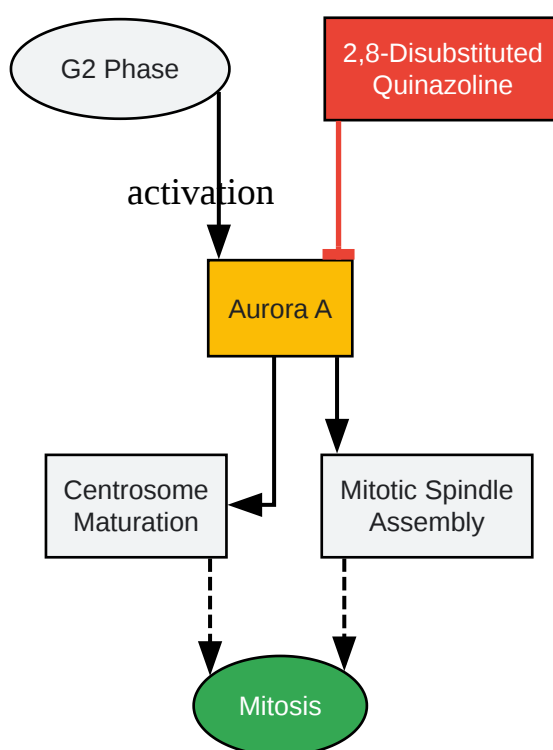 G2 Phase
2,8-Disubstituted
Quinazoline
activation
Aurora A
Centrosome
Maturation
Mitotic Spindle
Assembly
Mitosis